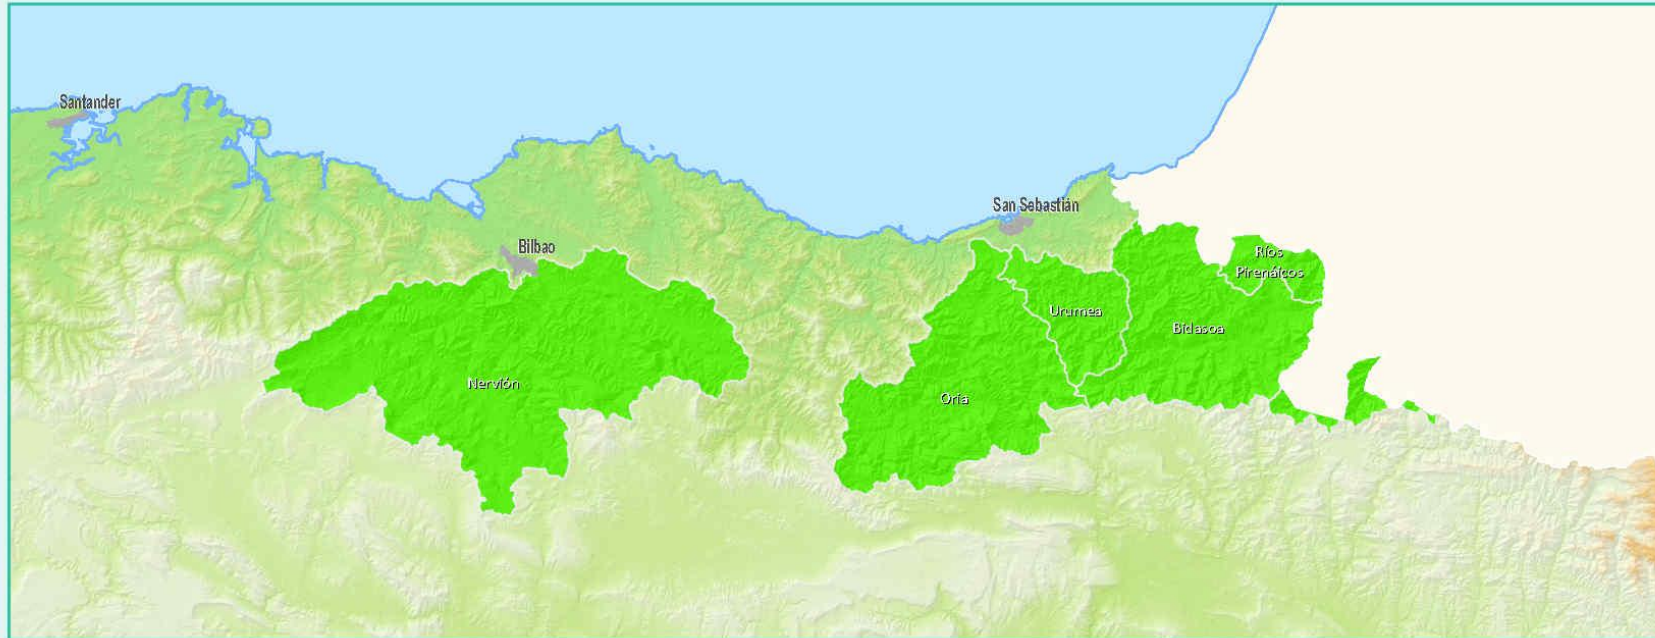 Santander
San Sebastián
Bilbao
Ríos
Pirenáicos
Urumea
Bidasoa
Nervión
Oria